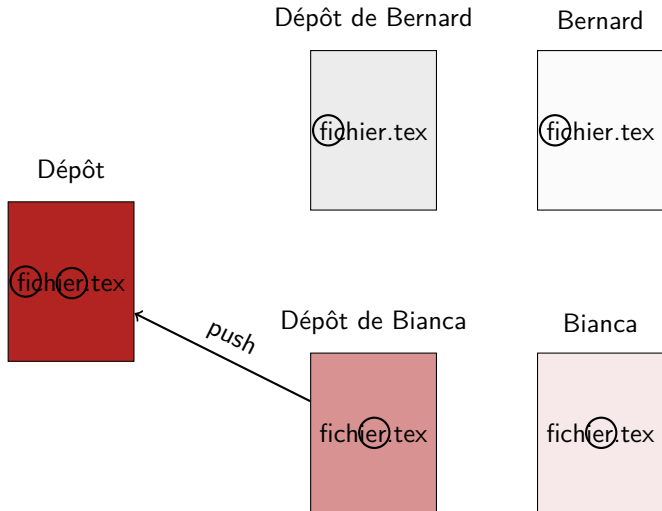 Dépôt de Bernard
Bernard
fichier.tex
fichier.tex
Dépôt
fichier.tex
push
Dépôt de Bianca
Bianca
fichier.tex
fichier.tex